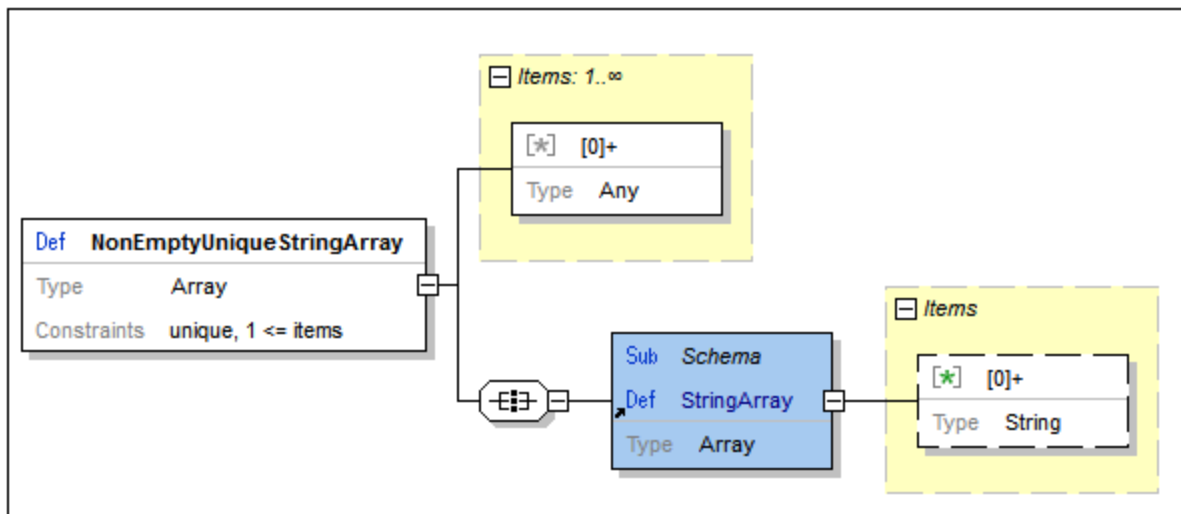 Items: 1..∞
[*] [0]+
Type Any
Def NonEmptyUniqueStringArray
Type Array
Constraints unique, 1 <= items
Items
Sub Schema
Def StringArray
Type Array
[*] [0]+
Type String